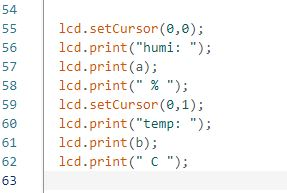 54
55 lcd.setCursor(0,0);
56 lcd.print("humi: ");
57 lcd.print(a);
58 lcd.print(" % ");
59 lcd.setCursor(0,1);
60 lcd.print("temp: ");
61 lcd.print(b);
62 lcd.print(" C ");
63